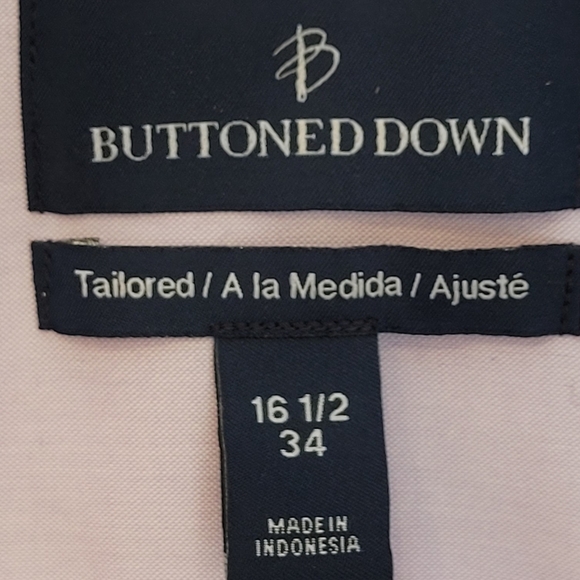 B
BUTTONED DOWN
Tailored / A la Medida / Ajusté
16 1/2
34
MADE IN
INDONESIA